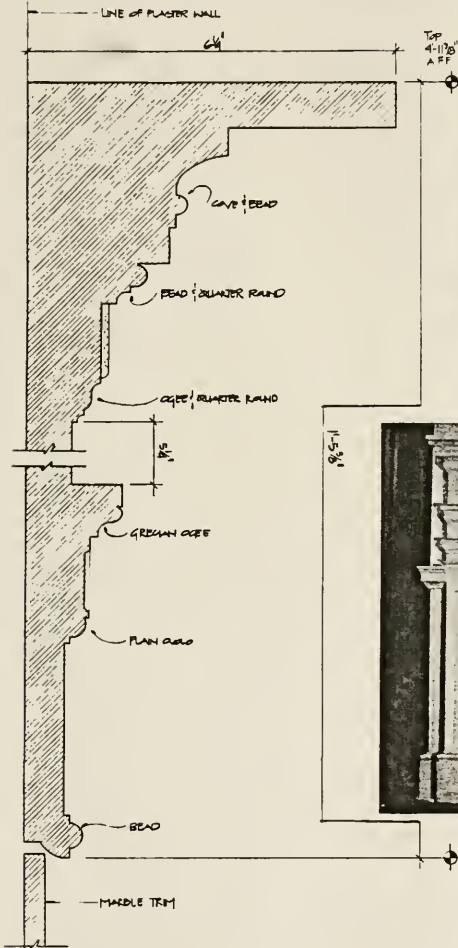 LINE OF PLASTER WALL
6¼"
TOP
4'-11⅞"
A F F
COVE & BEAD
BEAD & QUARTER ROUND
OGEE & QUARTER ROUND
5¼"
1'-5⅝"
GRECIAN OGEE
PLAIN OVOLO
BEAD
MARBLE TRIM